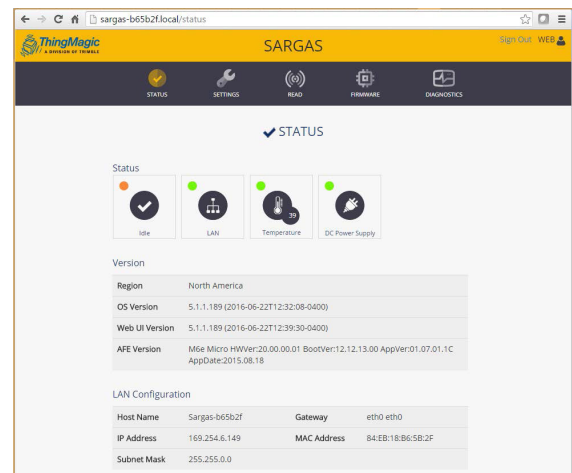 sargas-b65b2f.local/status
ThingMagic
A DIVISION OF TRIMBLE
SARGAS
Sign Out WEB
STATUS SETTINGS READ FIRMWARE DIAGNOSTICS
STATUS
Status
39
Idle LAN Temperature DC Power Supply
Version
Region North America
OS Version 5.1.1.189 (2016-06-22T12:32:08-0400)
Web UI Version 5.1.1.189 (2016-06-22T12:39:30-0400)
AFE Version M6e Micro HWVer:20.00.00.01 BootVer:12.12.13.00 AppVer:01.07.01.1C
AppDate:2015.08.18
LAN Configuration
Host Name Sargas-b65b2f Gateway eth0 eth0
IP Address 169.254.6.149 MAC Address 84:EB:18:B6:5B:2F
Subnet Mask 255.255.0.0